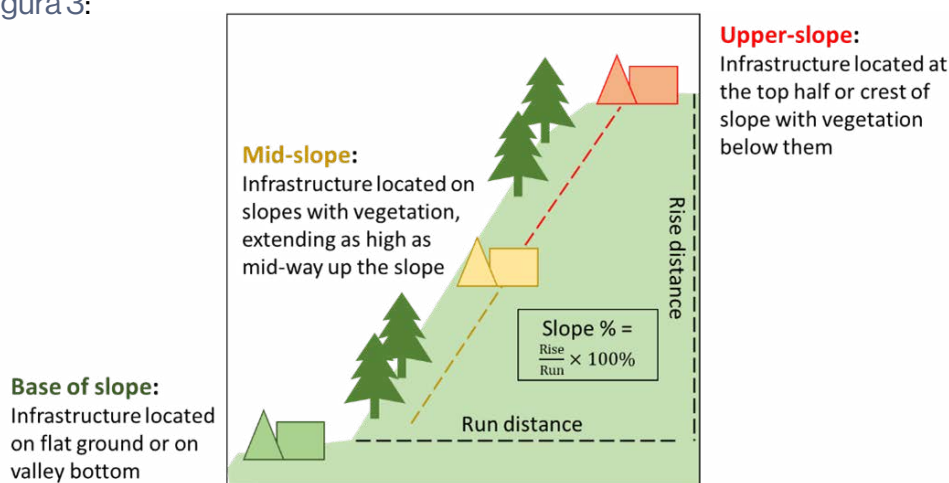 gura 3:
Upper-slope:
Infrastructure located at
the top half or crest of
slope with vegetation
below them
Mid-slope:
Infrastructure located on
slopes with vegetation,
extending as high as
mid-way up the slope
Rise distance
Slope % =
Rise
Run
× 100%
Run distance
Base of slope:
Infrastructure located
on flat ground or on
valley bottom